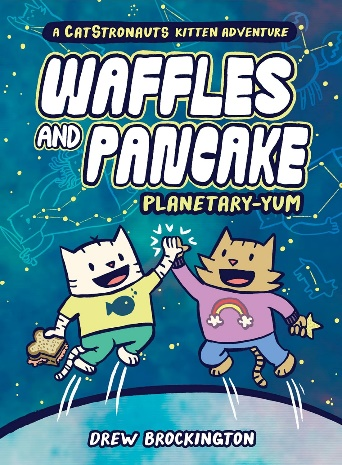 A CATSTRONAUTS KITTEN ADVENTURE
WAFFLES
AND PANCAKE
PLANETARY-YUM
DREW BROCKINGTON